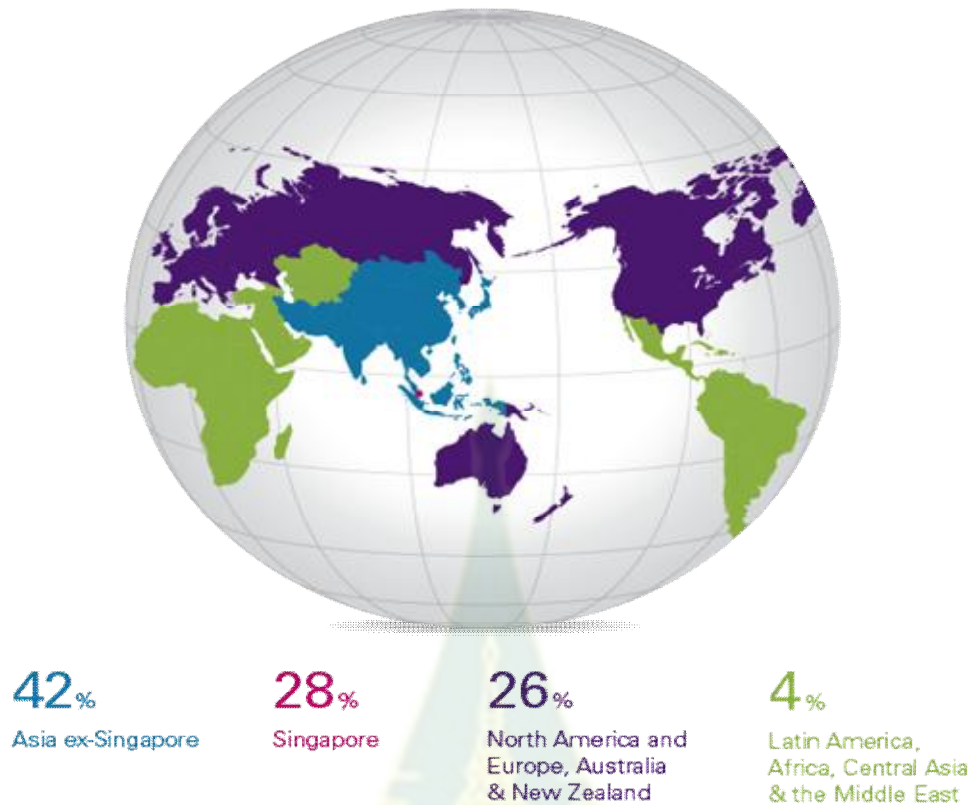 42%
Asia ex-Singapore
28%
Singapore
26%
North America and
Europe, Australia
& New Zealand
4%
Latin America,
Africa, Central Asia
& the Middle East